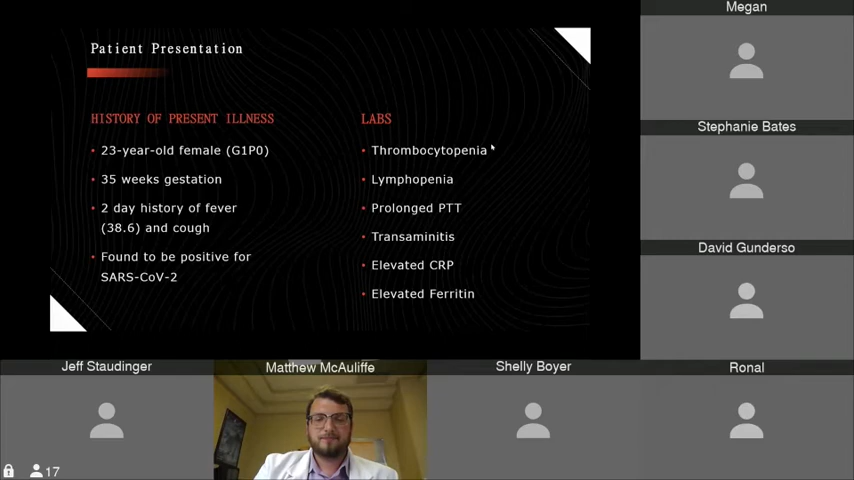 Patient Presentation
HISTORY OF PRESENT ILLNESS
• 23-year-old female (G1P0)
• 35 weeks gestation
• 2 day history of fever
(38.6) and cough
• Found to be positive for
SARS-CoV-2
LABS
• Thrombocytopenia
• Lymphopenia
• Prolonged PTT
• Transaminitis
• Elevated CRP
• Elevated Ferritin
Megan
Stephanie Bates
David Gunderso
Jeff Staudinger
Matthew McAuliffe
Shelly Boyer
Ronal
17